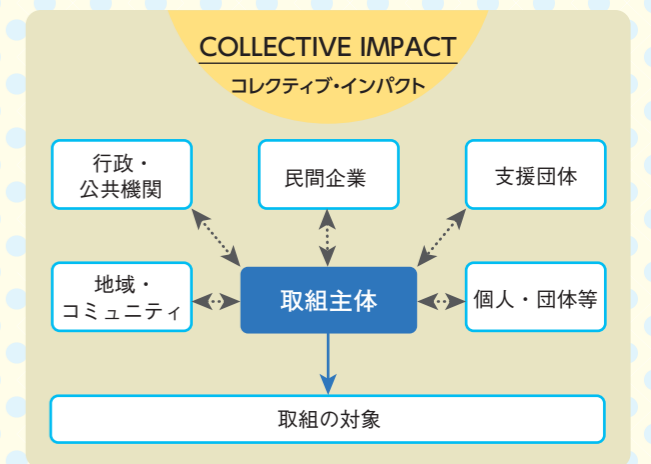 COLLECTIVE IMPACT
コレクティブ・インパクト
行政・
公共機関
民間企業
支援団体
地域・
コミュニティ
取組主体
個人・団体等
取組の対象